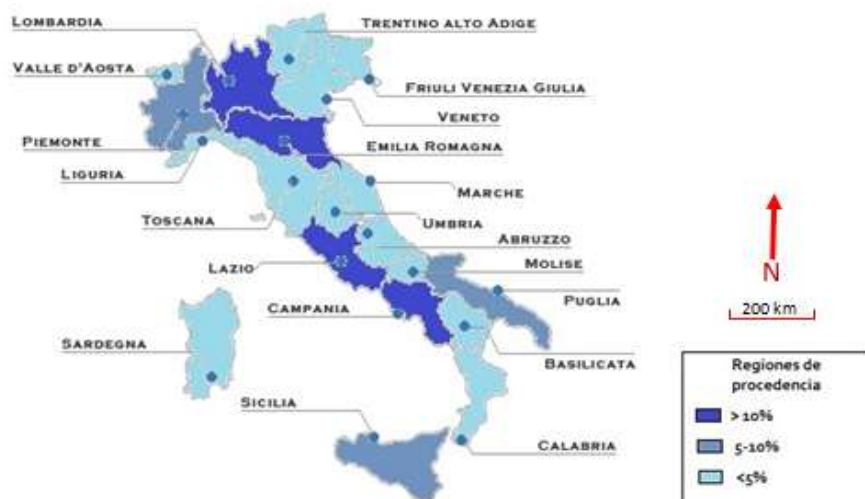 LOMBARDIA
TRENTINO ALTO ADIGE
VALLE D'AOSTA
FRIULI VENEZIA GIULIA
VENETO
PIEMONTE
EMILIA ROMAGNA
LIGURIA
MARCHE
TOSCANA
UMBRIA
ABRUZZO
LAZIO
MOLISE
N
CAMPANIA
PUGLIA
200 km
SARDEGNA
BASILICATA
Regiones de
procedencia
SICILIA
> 10%
CALABRIA
5-10%
<5%